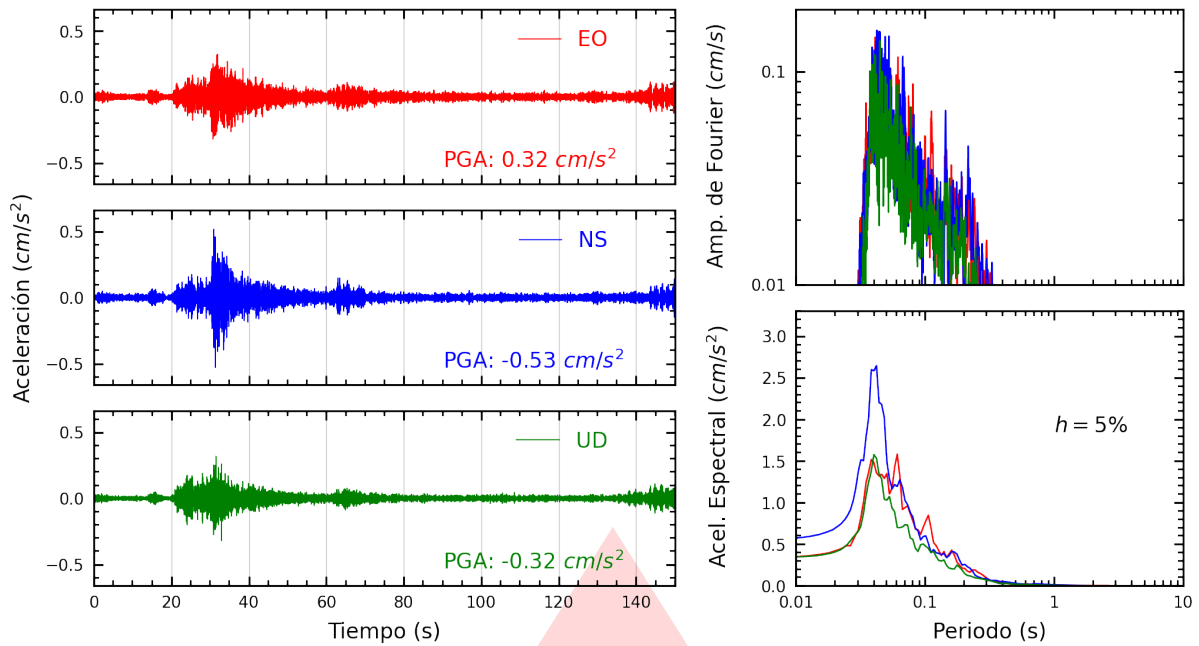 Aceleración (cm/s²)
0.5
0.0
−0.5
EO
PGA: 0.32 cm/s²
0.5
0.0
−0.5
NS
PGA: -0.53 cm/s²
0.5
0.0
−0.5
UD
PGA: -0.32 cm/s²
0 20 40 60 80 100 120 140
Tiempo (s)
Amp. de Fourier (cm/s)
0.1
0.01
Acel. Espectral (cm/s²)
3.0
2.5
2.0
1.5
1.0
0.5
0.0
h = 5%
0.01 0.1 1 10
Periodo (s)